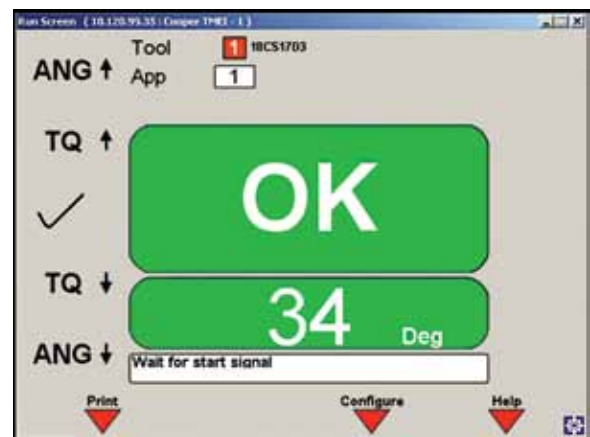 Run Screen ( 10.120.99.35 : Cooper TMEI - 1 )
Tool 1 18CS1703
ANG
App 1
TQ
OK
TQ
34 Deg
ANG
Wait for start signal
Print Configure Help